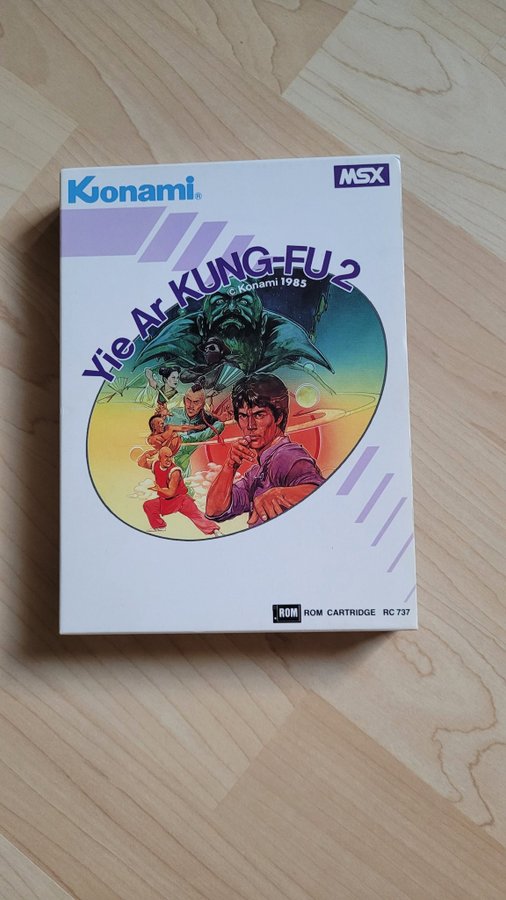 Konami®
MSX
Yie Ar KUNG-FU 2
© Konami 1985
ROM ROM CARTRIDGE RC 737